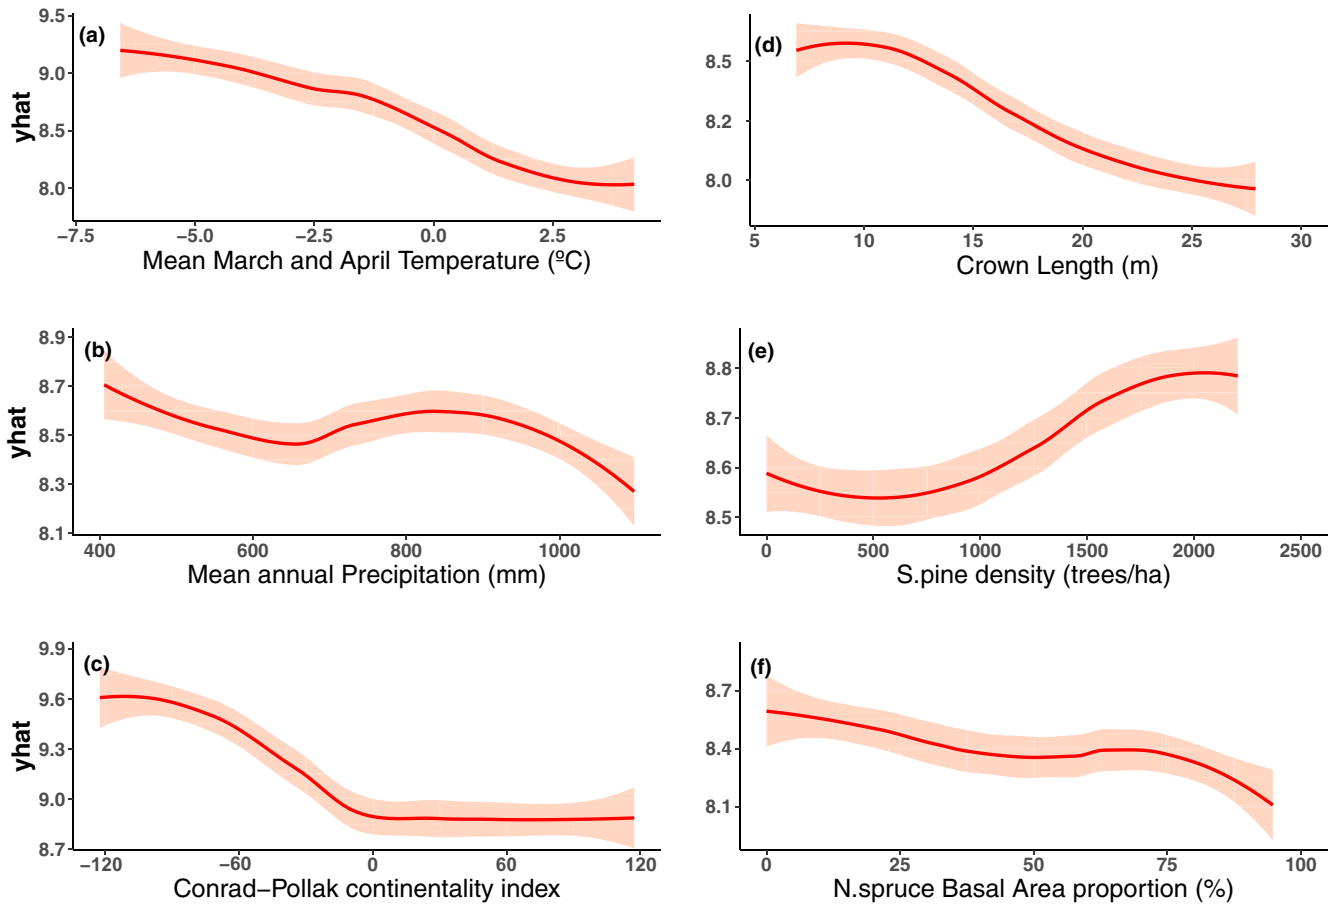 (a)
yhat
9.5
9.0
8.5
8.0
−7.5 −5.0 −2.5 0.0 2.5
Mean March and April Temperature (ºC)
(d)
8.5
8.2
8.0
5 10 15 20 25 30
Crown Length (m)
(b)
yhat
8.9
8.7
8.5
8.3
8.1
400 600 800 1000
Mean annual Precipitation (mm)
(e)
8.8
8.7
8.6
8.5
0 500 1000 1500 2000 2500
S.pine density (trees/ha)
(c)
yhat
9.9
9.6
9.3
9.0
8.7
−120 −60 0 60 120
Conrad−Pollak continentality index
(f)
8.7
8.4
8.1
0 25 50 75 100
N.spruce Basal Area proportion (%)